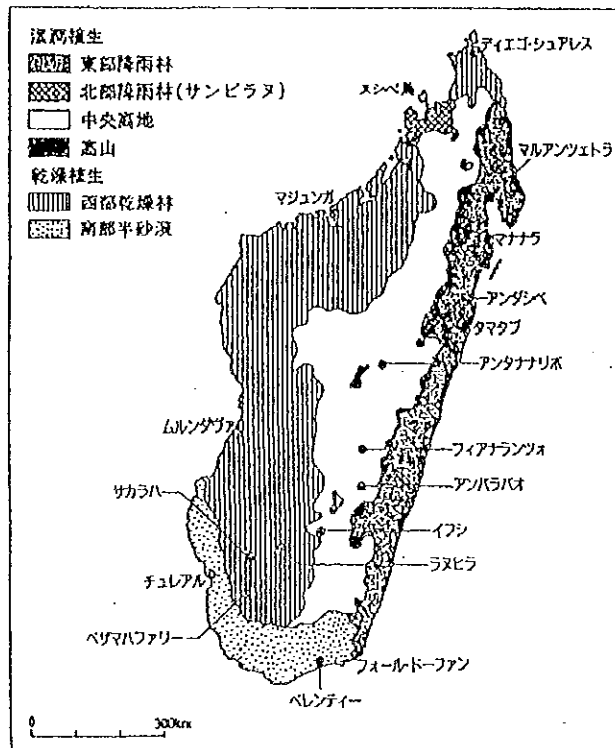 湿潤植生
東部降雨林
北部降雨林(サンビラヌ)
中央高地
高山
乾燥植生
西部乾燥林
南部半砂漠
ディエゴ・シュアレス
ヌシベ島
マルアンツェトラ
マジュンガ
マナナラ
アンダシベ
タマタブ
アンタナナリボ
ムルンダヴァ
フィアナランツォ
サカラハ
アンバラバオ
イフシ
ラヌヒラ
チュレアル
ベザマハファリー
フォール・ドーファン
ベレンティー
0 300km